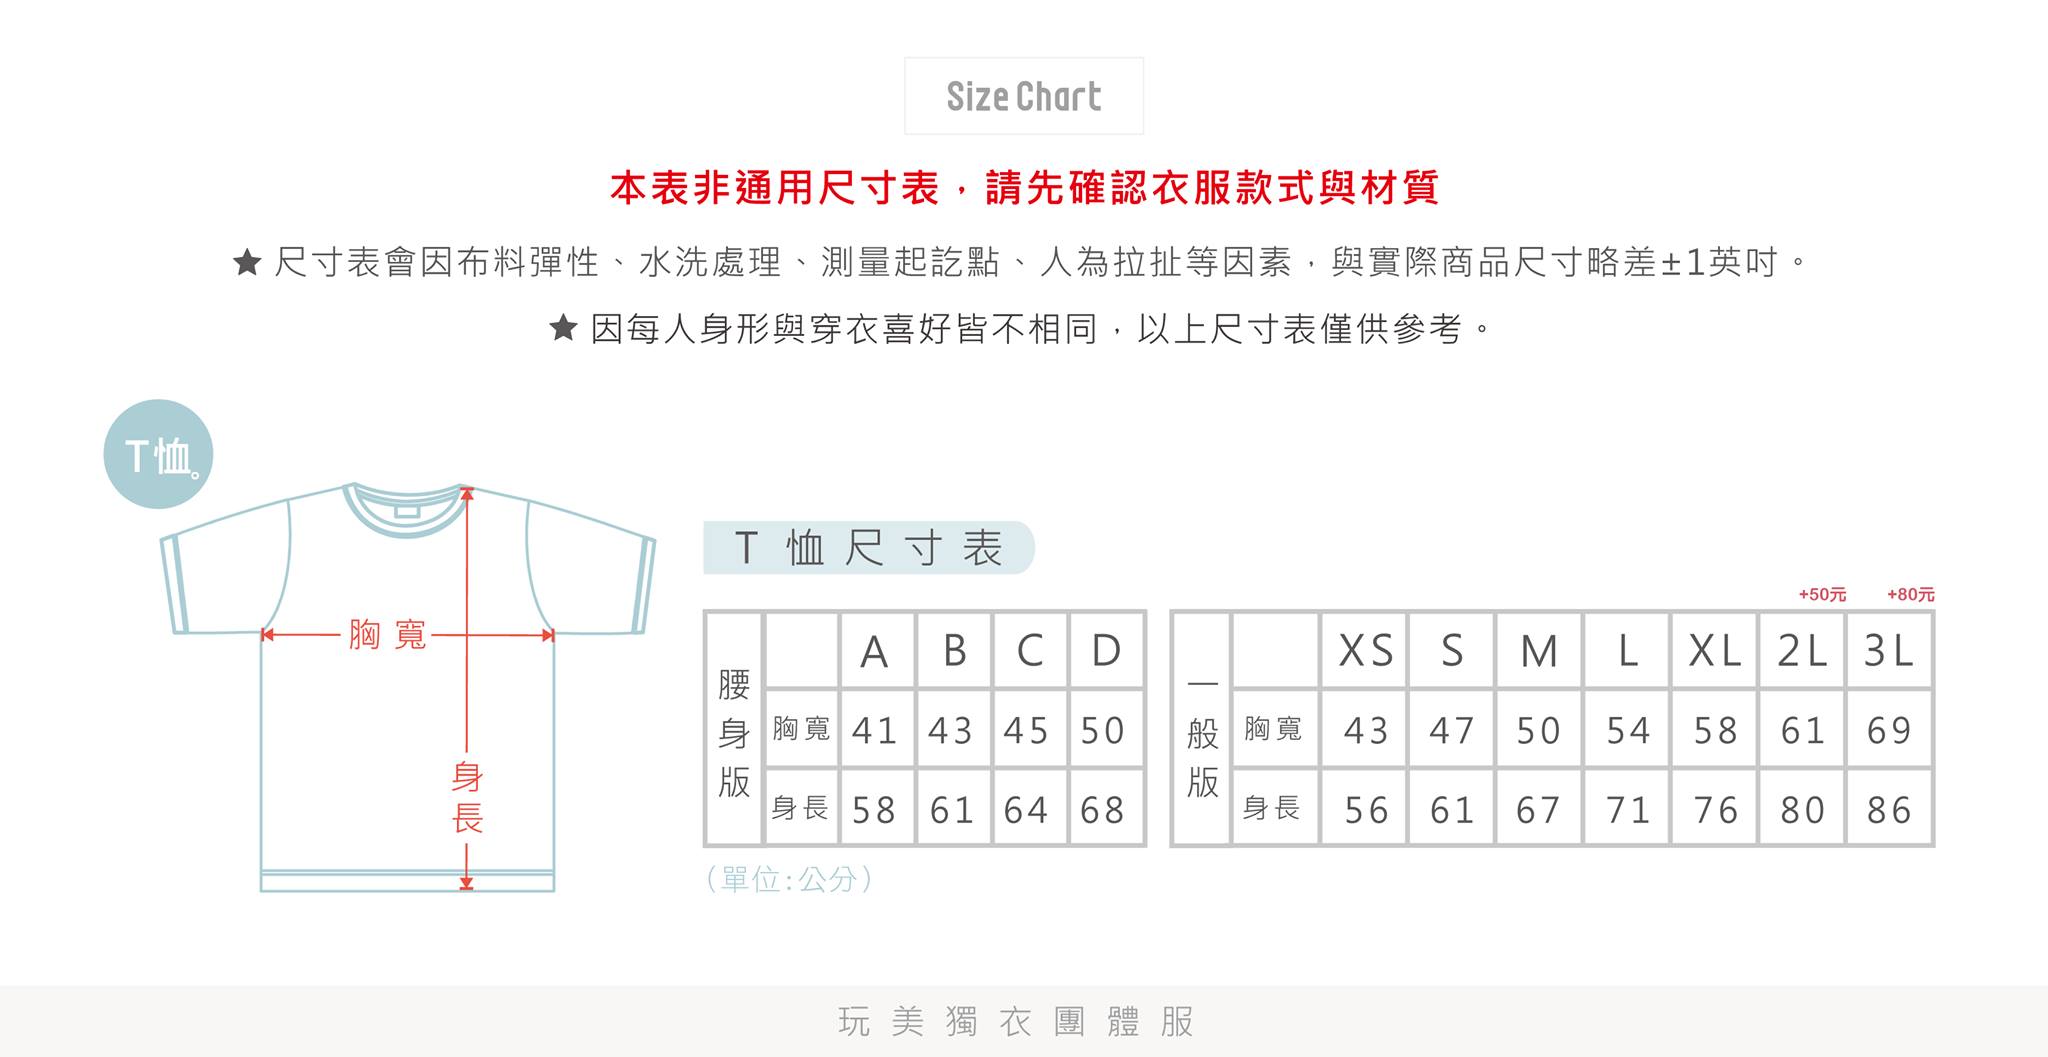 Size Chart
本表非通用尺寸表，請先確認衣服款式與材質
★ 尺寸表會因布料彈性、水洗處理、測量起訖點、人為拉扯等因素，與實際商品尺寸略差±1英吋。
★ 因每人身形與穿衣喜好皆不相同，以上尺寸表僅供參考。
T恤。
胸寬
身長
T恤尺寸表
腰身版
A B C D
胸寬 41 43 45 50
身長 58 61 64 68
(單位:公分)
+50元 +80元
一般版
XS S M L XL 2L 3L
胸寬 43 47 50 54 58 61 69
身長 56 61 67 71 76 80 86
玩美獨衣團體服